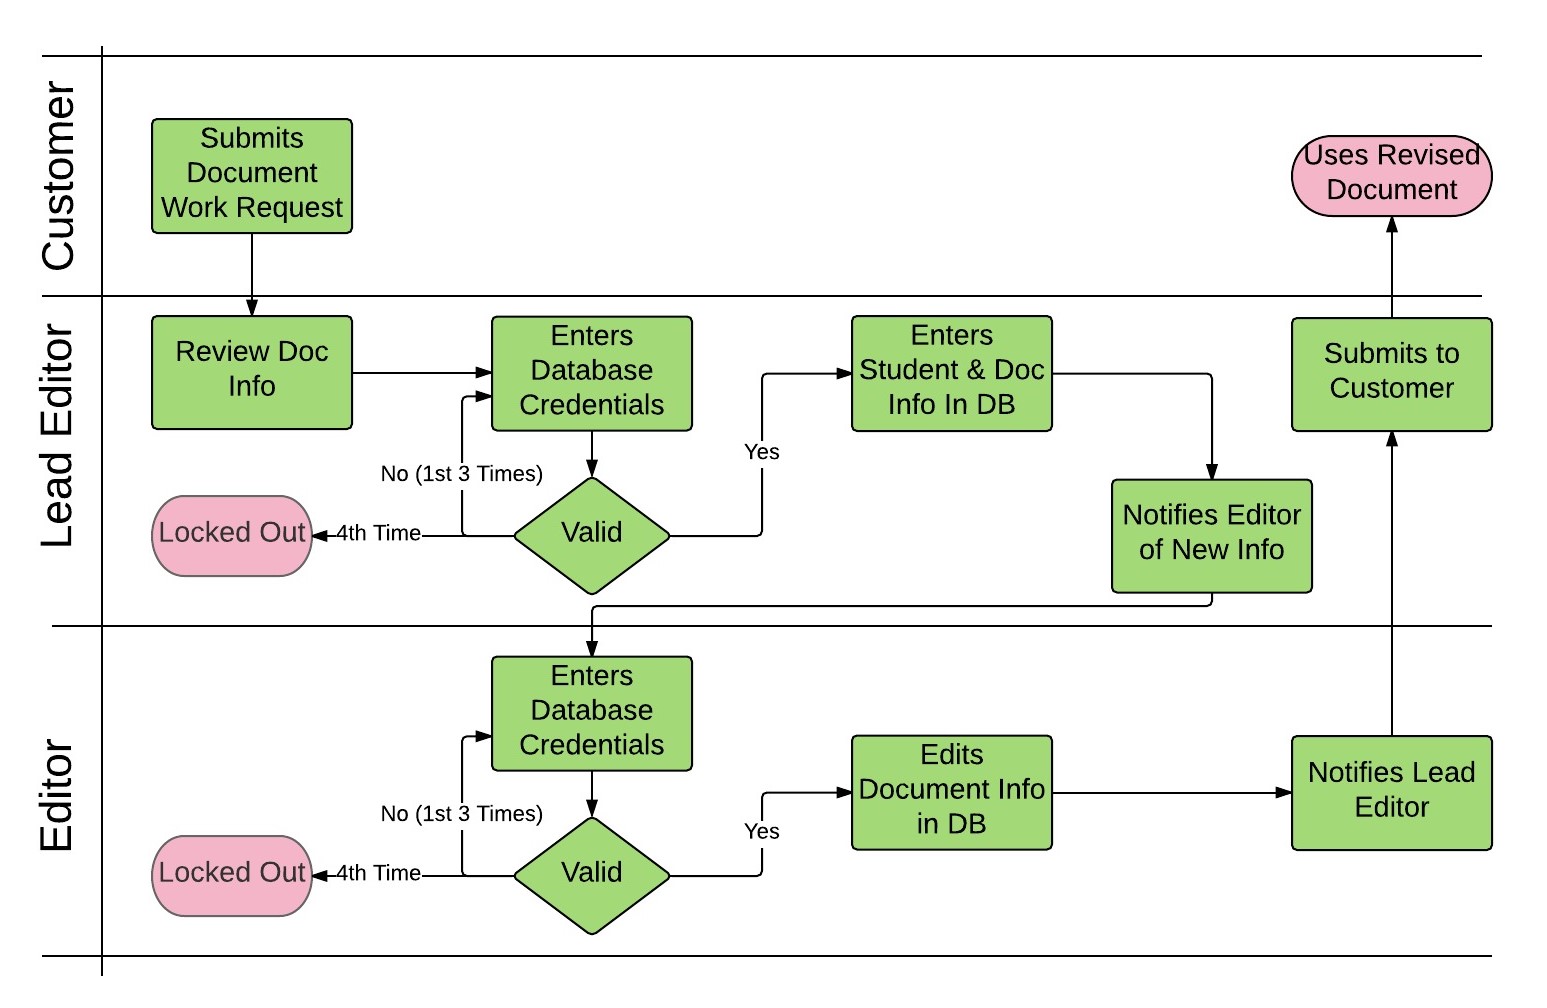 Customer
Submits
Document
Work Request
Uses Revised
Document
Lead Editor
Review Doc
Info
Enters
Database
Credentials
Enters
Student & Doc
Info In DB
Submits to
Customer
No (1st 3 Times)
Yes
Locked Out
4th Time
Valid
Notifies Editor
of New Info
Editor
Enters
Database
Credentials
No (1st 3 Times)
Yes
Edits
Document Info
in DB
Notifies Lead
Editor
Locked Out
4th Time
Valid